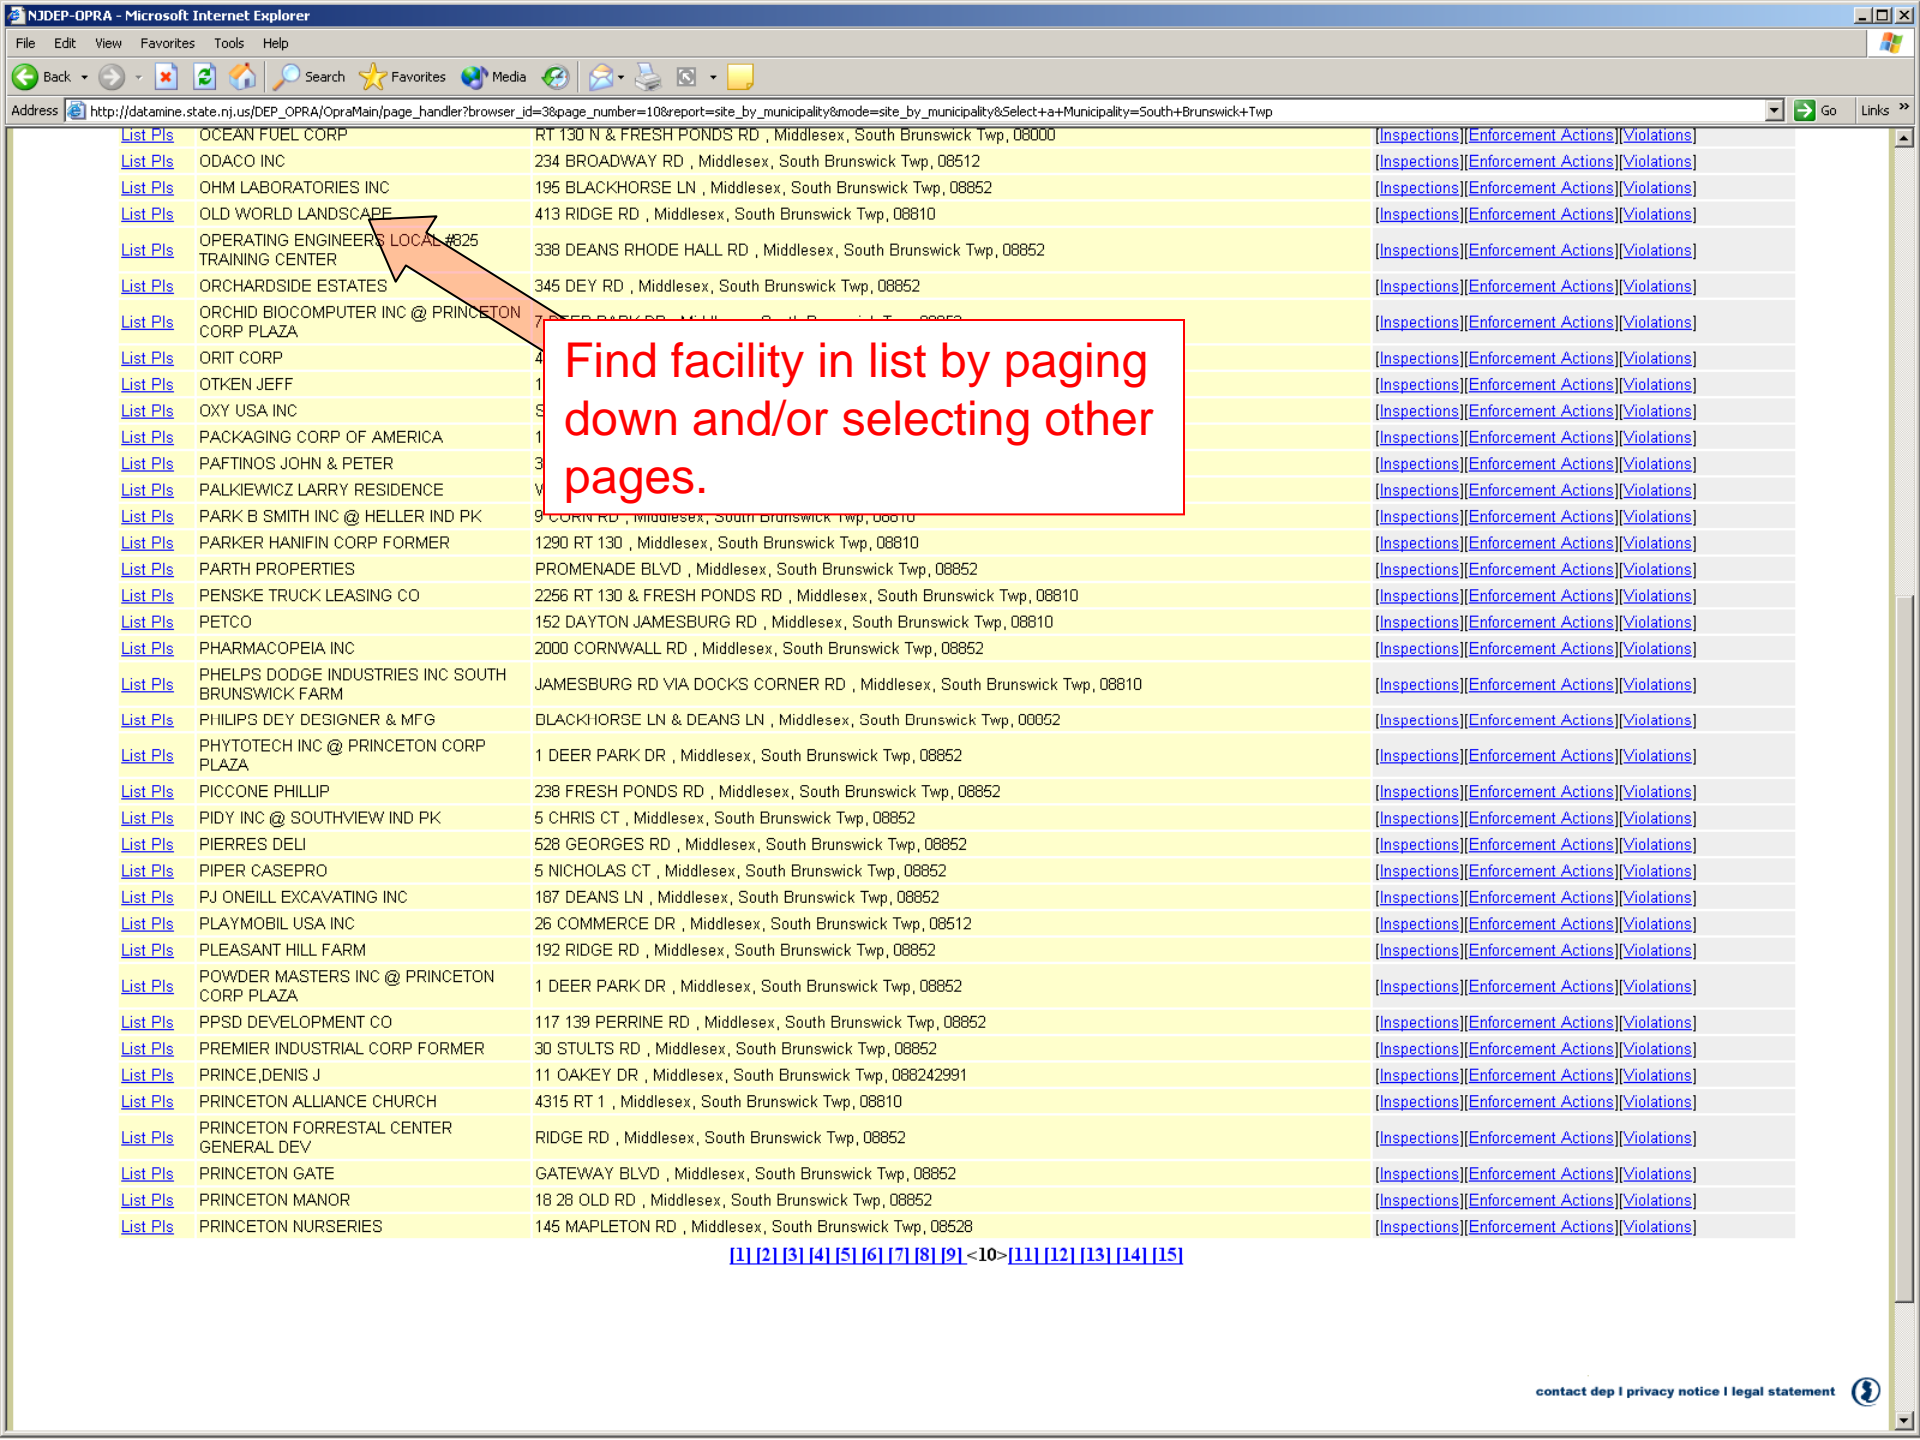 NJDEP-OPRA - Microsoft Internet Explorer
File Edit View Favorites Tools Help
Back Search Favorites Media
Address http://datamine.state.nj.us/DEP_OPRA/OpraMain/page_handler?browser_id=3&page_number=10&report=site_by_municipality&mode=site_by_municipality&Select+a+Municipality=South+Brunswick+Twp Go Links »
List PIs OCEAN FUEL CORP RT 130 N & FRESH PONDS RD , Middlesex, South Brunswick Twp, 08000 [Inspections][Enforcement Actions][Violations]
List PIs ODACO INC 234 BROADWAY RD , Middlesex, South Brunswick Twp, 08512 [Inspections][Enforcement Actions][Violations]
List PIs OHM LABORATORIES INC 195 BLACKHORSE LN , Middlesex, South Brunswick Twp, 08852 [Inspections][Enforcement Actions][Violations]
List PIs OLD WORLD LANDSCAPE 413 RIDGE RD , Middlesex, South Brunswick Twp, 08810 [Inspections][Enforcement Actions][Violations]
OPERATING ENGINEERS LOCAL #825
List PIs TRAINING CENTER 338 DEANS RHODE HALL RD , Middlesex, South Brunswick Twp, 08852 [Inspections][Enforcement Actions][Violations]
List PIs ORCHARDSIDE ESTATES 345 DEY RD , Middlesex, South Brunswick Twp, 08852 [Inspections][Enforcement Actions][Violations]
ORCHID BIOCOMPUTER INC @ PRINCETON
List PIs CORP PLAZA 7 DEER PARK DR [Inspections][Enforcement Actions][Violations]
List PIs ORIT CORP 4 [Inspections][Enforcement Actions][Violations]
List PIs OTKEN JEFF 1 [Inspections][Enforcement Actions][Violations]
List PIs OXY USA INC S [Inspections][Enforcement Actions][Violations]
List PIs PACKAGING CORP OF AMERICA 1 [Inspections][Enforcement Actions][Violations]
List PIs PAFTINOS JOHN & PETER 3 [Inspections][Enforcement Actions][Violations]
List PIs PALKIEWICZ LARRY RESIDENCE [Inspections][Enforcement Actions][Violations]
Find facility in list by paging
down and/or selecting other
pages.
List PIs PARK B SMITH INC @ HELLER IND PK 9 CORN RD , Middlesex, South Brunswick Twp, 08810 [Inspections][Enforcement Actions][Violations]
List PIs PARKER HANIFIN CORP FORMER 1290 RT 130 , Middlesex, South Brunswick Twp, 08810 [Inspections][Enforcement Actions][Violations]
List PIs PARTH PROPERTIES PROMENADE BLVD , Middlesex, South Brunswick Twp, 08852 [Inspections][Enforcement Actions][Violations]
List PIs PENSKE TRUCK LEASING CO 2256 RT 130 & FRESH PONDS RD , Middlesex, South Brunswick Twp, 08810 [Inspections][Enforcement Actions][Violations]
List PIs PETCO 152 DAYTON JAMESBURG RD , Middlesex, South Brunswick Twp, 08810 [Inspections][Enforcement Actions][Violations]
List PIs PHARMACOPEIA INC 2000 CORNWALL RD , Middlesex, South Brunswick Twp, 08852 [Inspections][Enforcement Actions][Violations]
PHELPS DODGE INDUSTRIES INC SOUTH
List PIs BRUNSWICK FARM JAMESBURG RD VIA DOCKS CORNER RD , Middlesex, South Brunswick Twp, 08810 [Inspections][Enforcement Actions][Violations]
List PIs PHILIPS DEY DESIGNER & MFG BLACKHORSE LN & DEANS LN , Middlesex, South Brunswick Twp, 08852 [Inspections][Enforcement Actions][Violations]
PHYTOTECH INC @ PRINCETON CORP
List PIs PLAZA 1 DEER PARK DR , Middlesex, South Brunswick Twp, 08852 [Inspections][Enforcement Actions][Violations]
List PIs PICCONE PHILLIP 238 FRESH PONDS RD , Middlesex, South Brunswick Twp, 08852 [Inspections][Enforcement Actions][Violations]
List PIs PIDY INC @ SOUTHVIEW IND PK 5 CHRIS CT , Middlesex, South Brunswick Twp, 08852 [Inspections][Enforcement Actions][Violations]
List PIs PIERRES DELI 528 GEORGES RD , Middlesex, South Brunswick Twp, 08852 [Inspections][Enforcement Actions][Violations]
List PIs PIPER CASEPRO 5 NICHOLAS CT , Middlesex, South Brunswick Twp, 08852 [Inspections][Enforcement Actions][Violations]
List PIs PJ ONEILL EXCAVATING INC 187 DEANS LN , Middlesex, South Brunswick Twp, 08852 [Inspections][Enforcement Actions][Violations]
List PIs PLAYMOBIL USA INC 26 COMMERCE DR , Middlesex, South Brunswick Twp, 08512 [Inspections][Enforcement Actions][Violations]
List PIs PLEASANT HILL FARM 192 RIDGE RD , Middlesex, South Brunswick Twp, 08852 [Inspections][Enforcement Actions][Violations]
POWDER MASTERS INC @ PRINCETON
List PIs CORP PLAZA 1 DEER PARK DR , Middlesex, South Brunswick Twp, 08852 [Inspections][Enforcement Actions][Violations]
List PIs PPSD DEVELOPMENT CO 117 139 PERRINE RD , Middlesex, South Brunswick Twp, 08852 [Inspections][Enforcement Actions][Violations]
List PIs PREMIER INDUSTRIAL CORP FORMER 30 STULTS RD , Middlesex, South Brunswick Twp, 08852 [Inspections][Enforcement Actions][Violations]
List PIs PRINCE,DENIS J 11 OAKEY DR , Middlesex, South Brunswick Twp, 088242991 [Inspections][Enforcement Actions][Violations]
List PIs PRINCETON ALLIANCE CHURCH 4315 RT 1 , Middlesex, South Brunswick Twp, 08810 [Inspections][Enforcement Actions][Violations]
PRINCETON FORRESTAL CENTER
List PIs GENERAL DEV RIDGE RD , Middlesex, South Brunswick Twp, 08852 [Inspections][Enforcement Actions][Violations]
List PIs PRINCETON GATE GATEWAY BLVD , Middlesex, South Brunswick Twp, 08852 [Inspections][Enforcement Actions][Violations]
List PIs PRINCETON MANOR 18 28 OLD RD , Middlesex, South Brunswick Twp, 08852 [Inspections][Enforcement Actions][Violations]
List PIs PRINCETON NURSERIES 145 MAPLETON RD , Middlesex, South Brunswick Twp, 08528 [Inspections][Enforcement Actions][Violations]
[1] [2] [3] [4] [5] [6] [7] [8] [9] <10>[11] [12] [13] [14] [15]
contact dep | privacy notice | legal statement